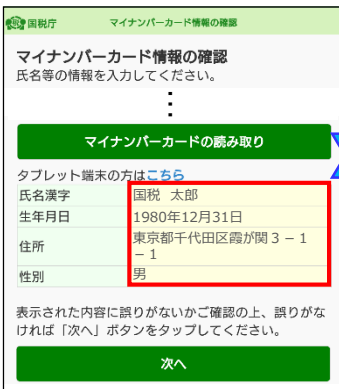 国税庁 マイナンバーカード情報の確認
マイナンバーカード情報の確認
氏名等の情報を入力してください。
マイナンバーカードの読み取り
タブレット端末の方はこちら
氏名漢字 国税 太郎
生年月日 1980年12月31日
住所 東京都千代田区霞が関3-1
-1
性別 男
表示された内容に誤りがないかご確認の上、誤りがな
ければ「次へ」ボタンをタップしてください。
次へ